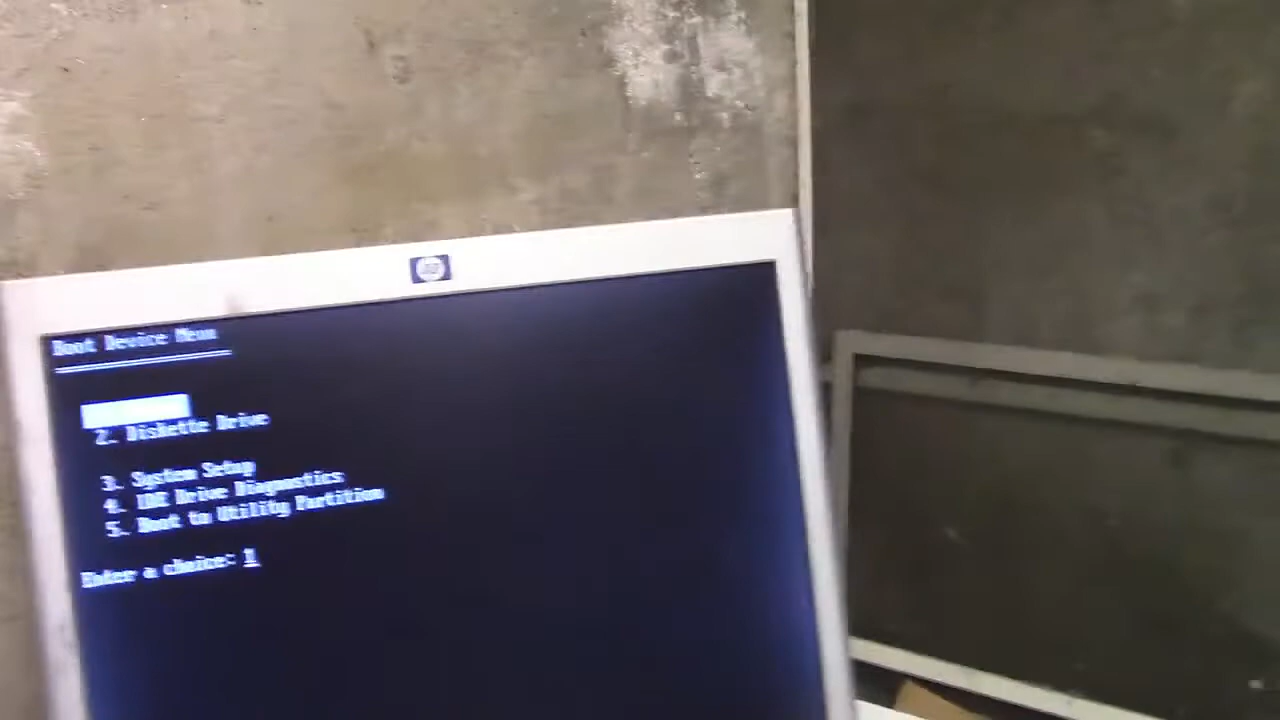 Boot Device Menu
2. Diskette Drive
3. System Setup
4. IDE Drive Diagnostics
5. Boot to Utility Partition
Enter a choice: 1
hp